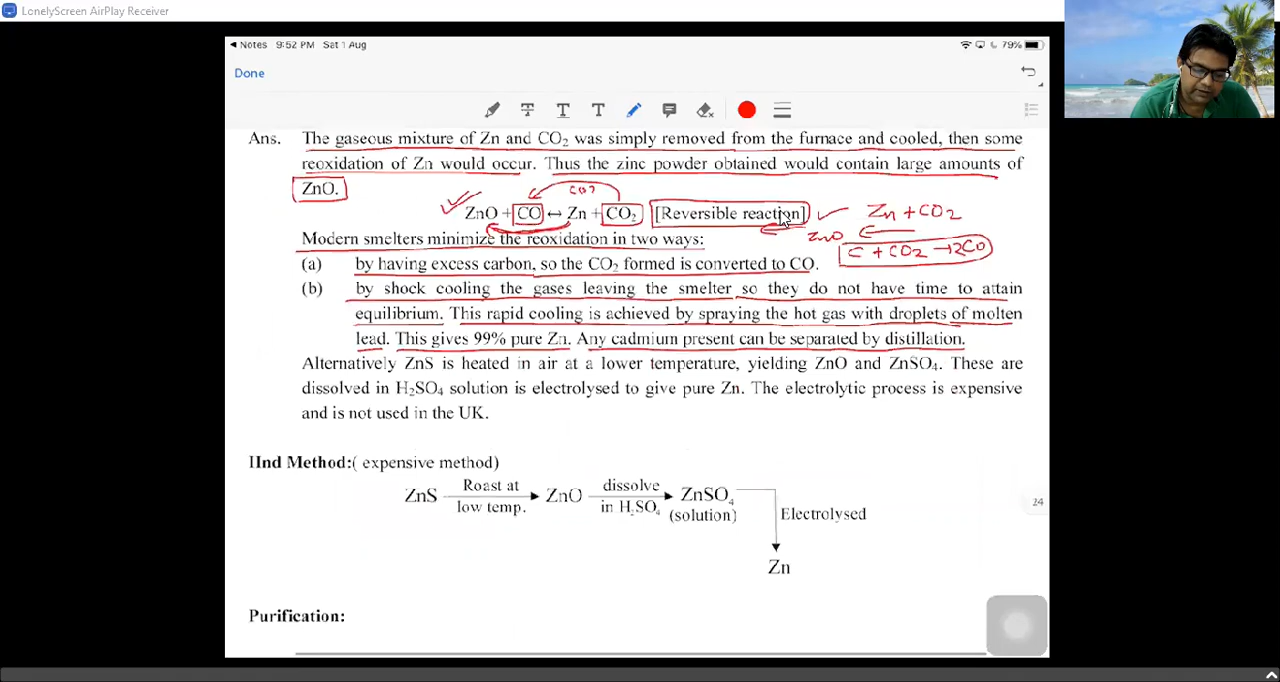 LonelyScreen AirPlay Receiver
Notes 9:52 PM Sat 1 Aug 79%
Done
T T T
Ans. The gaseous mixture of Zn and CO₂ was simply removed from the furnace and cooled, then some
reoxidation of Zn would occur. Thus the zinc powder obtained would contain large amounts of
ZnO.
ZnO + CO ↔ Zn + CO₂ [Reversible reaction] Zn + CO2
ZnO
C + CO2 → 2CO
Modern smelters minimize the reoxidation in two ways:
(a) by having excess carbon, so the CO₂ formed is converted to CO.
(b) by shock cooling the gases leaving the smelter so they do not have time to attain
equilibrium. This rapid cooling is achieved by spraying the hot gas with droplets of molten
lead. This gives 99% pure Zn. Any cadmium present can be separated by distillation.
Alternatively ZnS is heated in air at a lower temperature, yielding ZnO and ZnSO₄. These are
dissolved in H₂SO₄ solution is electrolysed to give pure Zn. The electrolytic process is expensive
and is not used in the UK.
IInd Method:( expensive method)
ZnS Roast at low temp. ZnO dissolve in H₂SO₄ ZnSO₄ (solution)
Electrolysed
Zn
24
Purification: